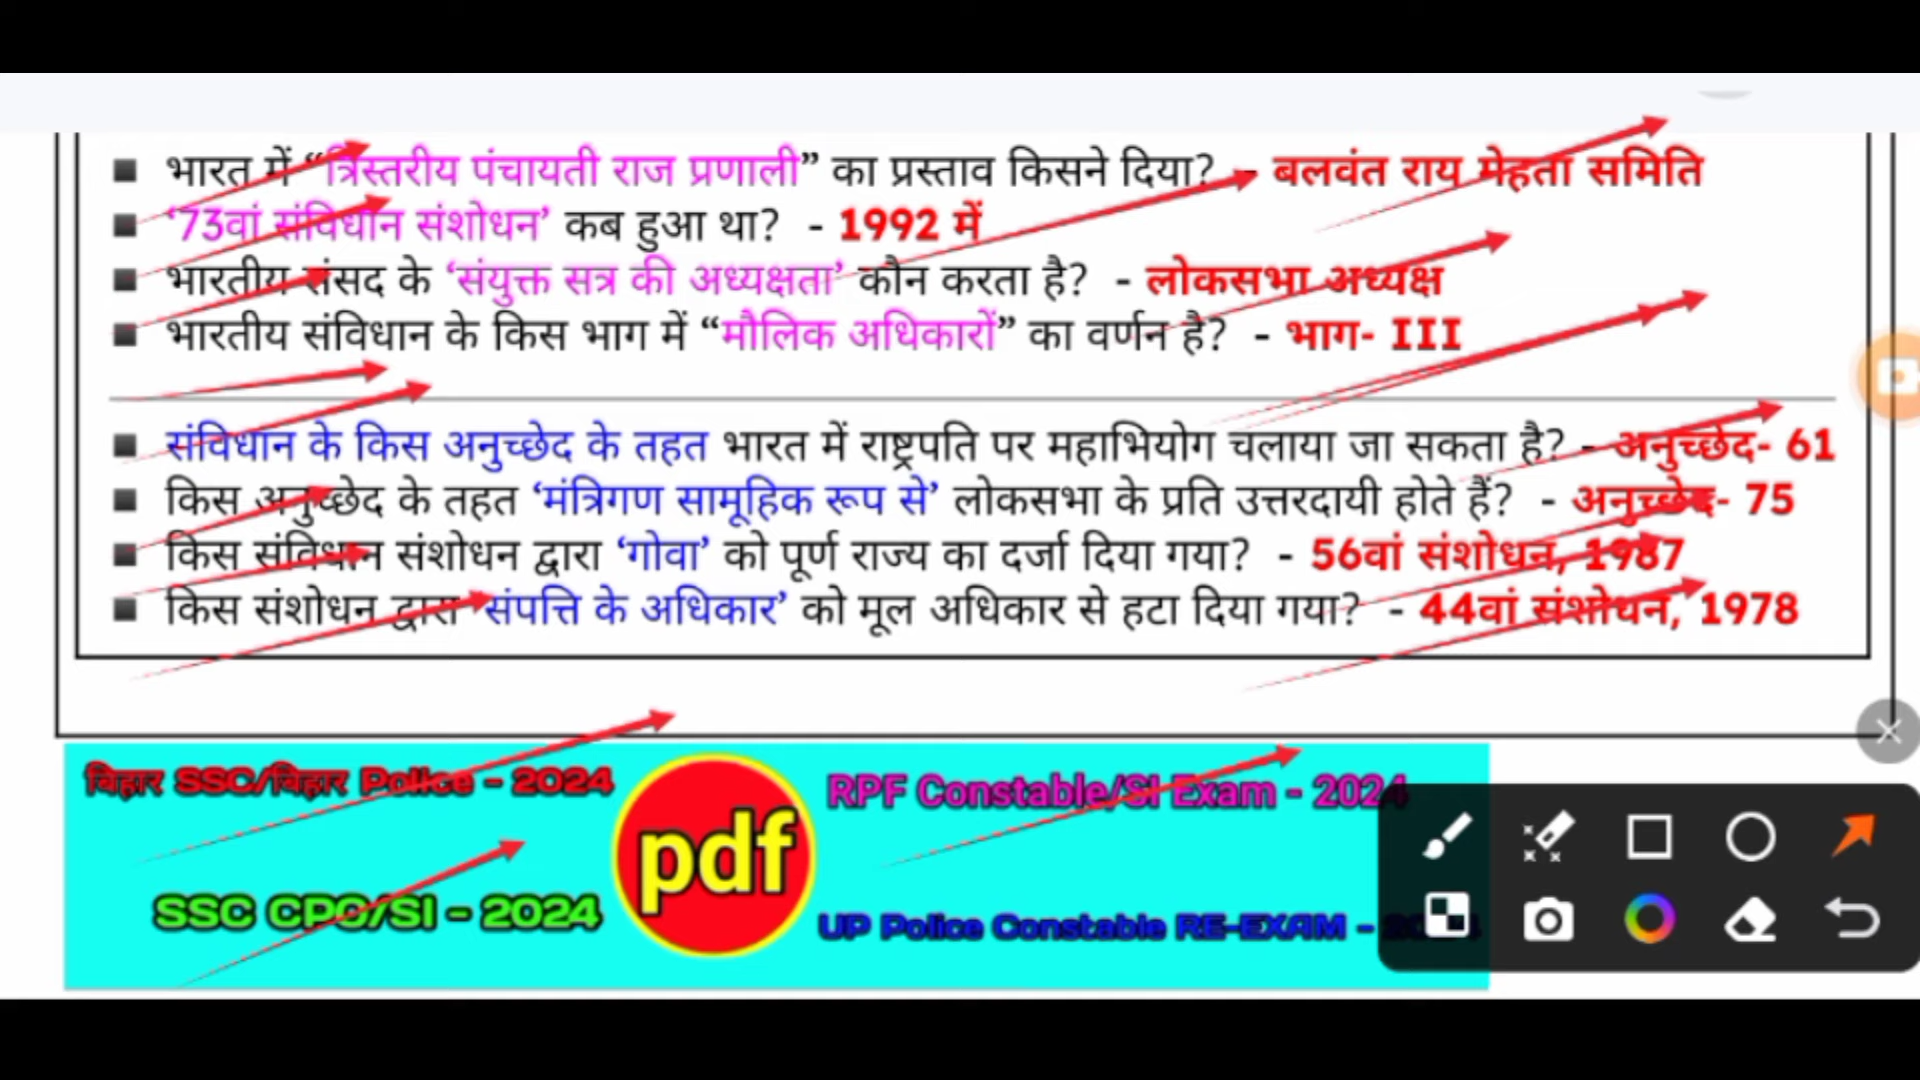 भारत में “त्रिस्तरीय पंचायती राज प्रणाली” का प्रस्ताव किसने दिया? - बलवंत राय मेहता समिति
‘73वां संविधान संशोधन’ कब हुआ था? - 1992 में
भारतीय संसद के ‘संयुक्त सत्र की अध्यक्षता’ कौन करता है? - लोकसभा अध्यक्ष
भारतीय संविधान के किस भाग में “मौलिक अधिकारों” का वर्णन है? - भाग- III
संविधान के किस अनुच्छेद के तहत भारत में राष्ट्रपति पर महाभियोग चलाया जा सकता है? - अनुच्छेद- 61
किस अनुच्छेद के तहत ‘मंत्रिगण सामूहिक रूप से’ लोकसभा के प्रति उत्तरदायी होते हैं? - अनुच्छेद- 75
किस संविधान संशोधन द्वारा ‘गोवा’ को पूर्ण राज्य का दर्जा दिया गया? - 56वां संशोधन, 1987
किस संशोधन द्वारा ‘संपत्ति के अधिकार’ को मूल अधिकार से हटा दिया गया? - 44वां संशोधन, 1978
बिहार SSC/बिहार Police - 2024
RPF Constable/SI Exam - 2024
pdf
SSC CPO/SI - 2024
UP Police Constable RE-EXAM -